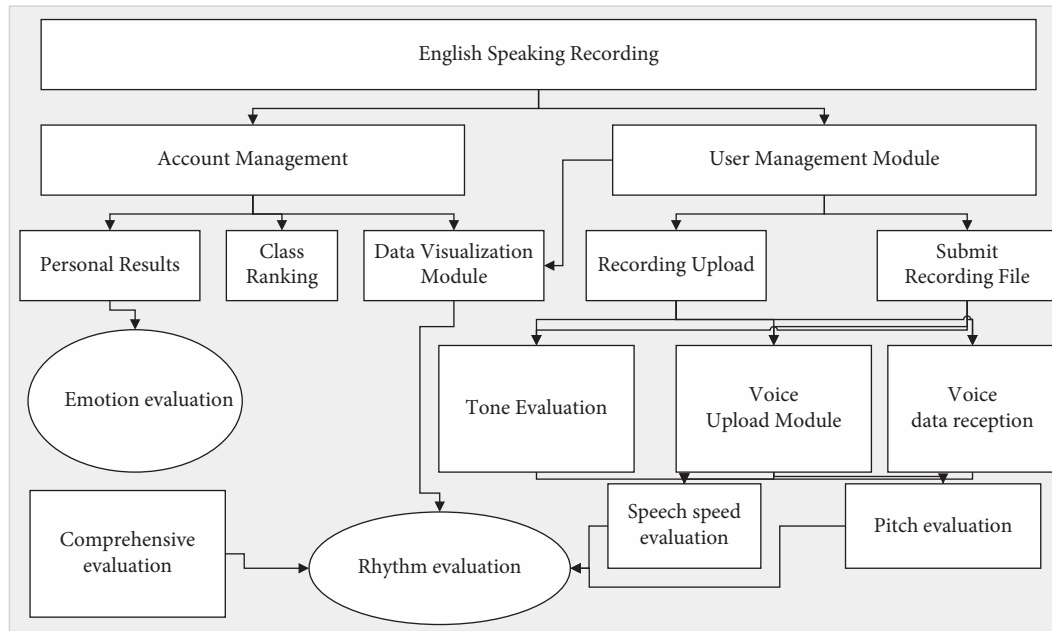 English Speaking Recording
Account Management
User Management Module
Personal Results
Class
Ranking
Data Visualization
Module
Recording Upload
Submit
Recording File
Emotion evaluation
Tone Evaluation
Voice
Upload Module
Voice
data reception
Comprehensive
evaluation
Rhythm evaluation
Speech speed
evaluation
Pitch evaluation